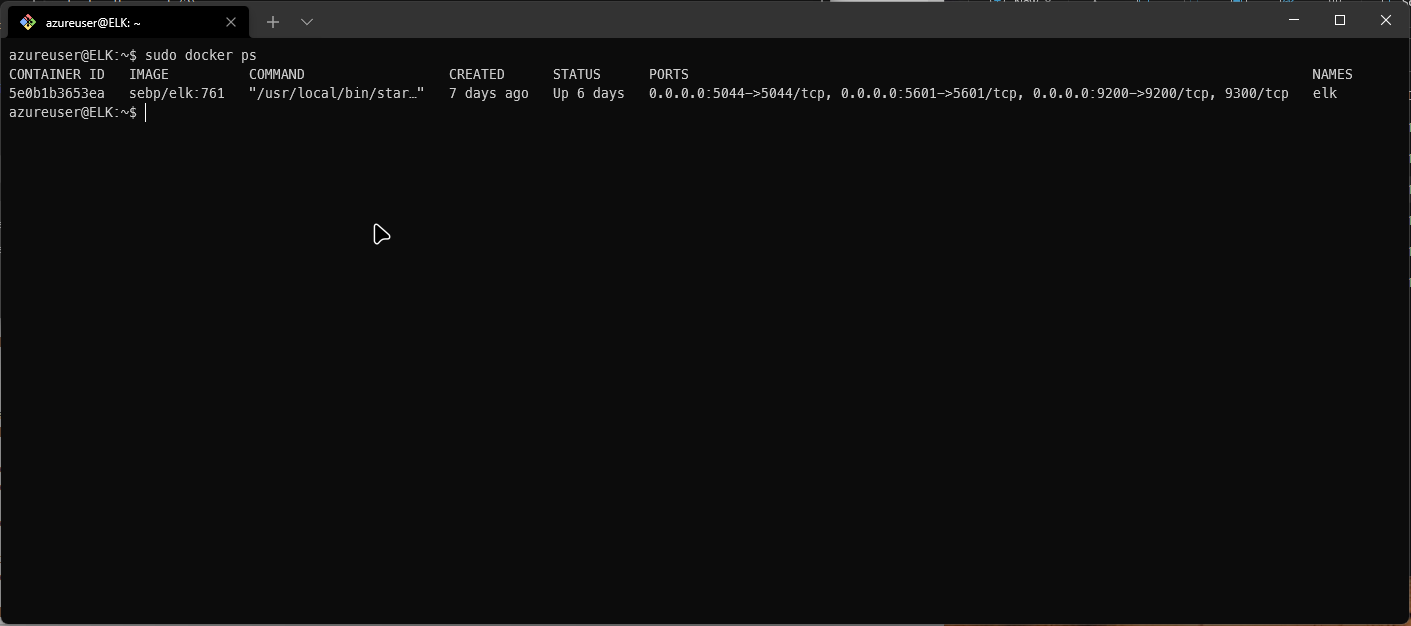 azureuser@ELK: ~
azureuser@ELK:~$ sudo docker ps
CONTAINER ID   IMAGE          COMMAND                  CREATED      STATUS      PORTS                                                                              NAMES
5e0b1b3653ea   sebp/elk:761   "/usr/local/bin/star…"   7 days ago   Up 6 days   0.0.0.0:5044->5044/tcp, 0.0.0.0:5601->5601/tcp, 0.0.0.0:9200->9200/tcp, 9300/tcp   elk
azureuser@ELK:~$